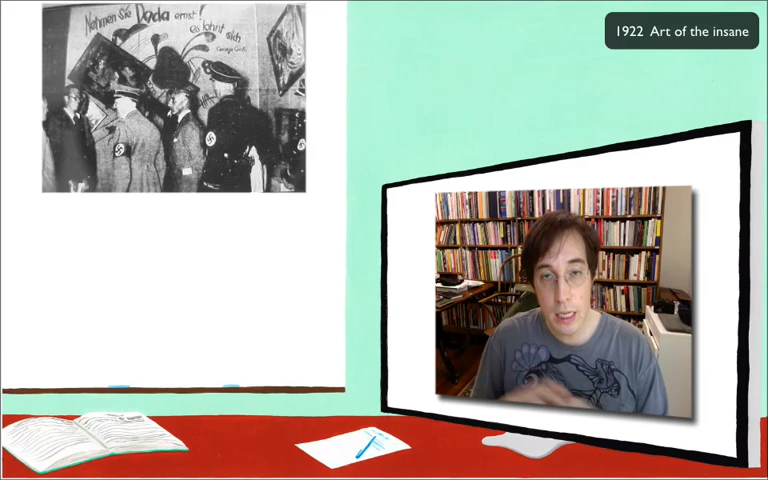 1922 Art of the insane
Nehmen Sie Dada ernst!
es lohnt sich